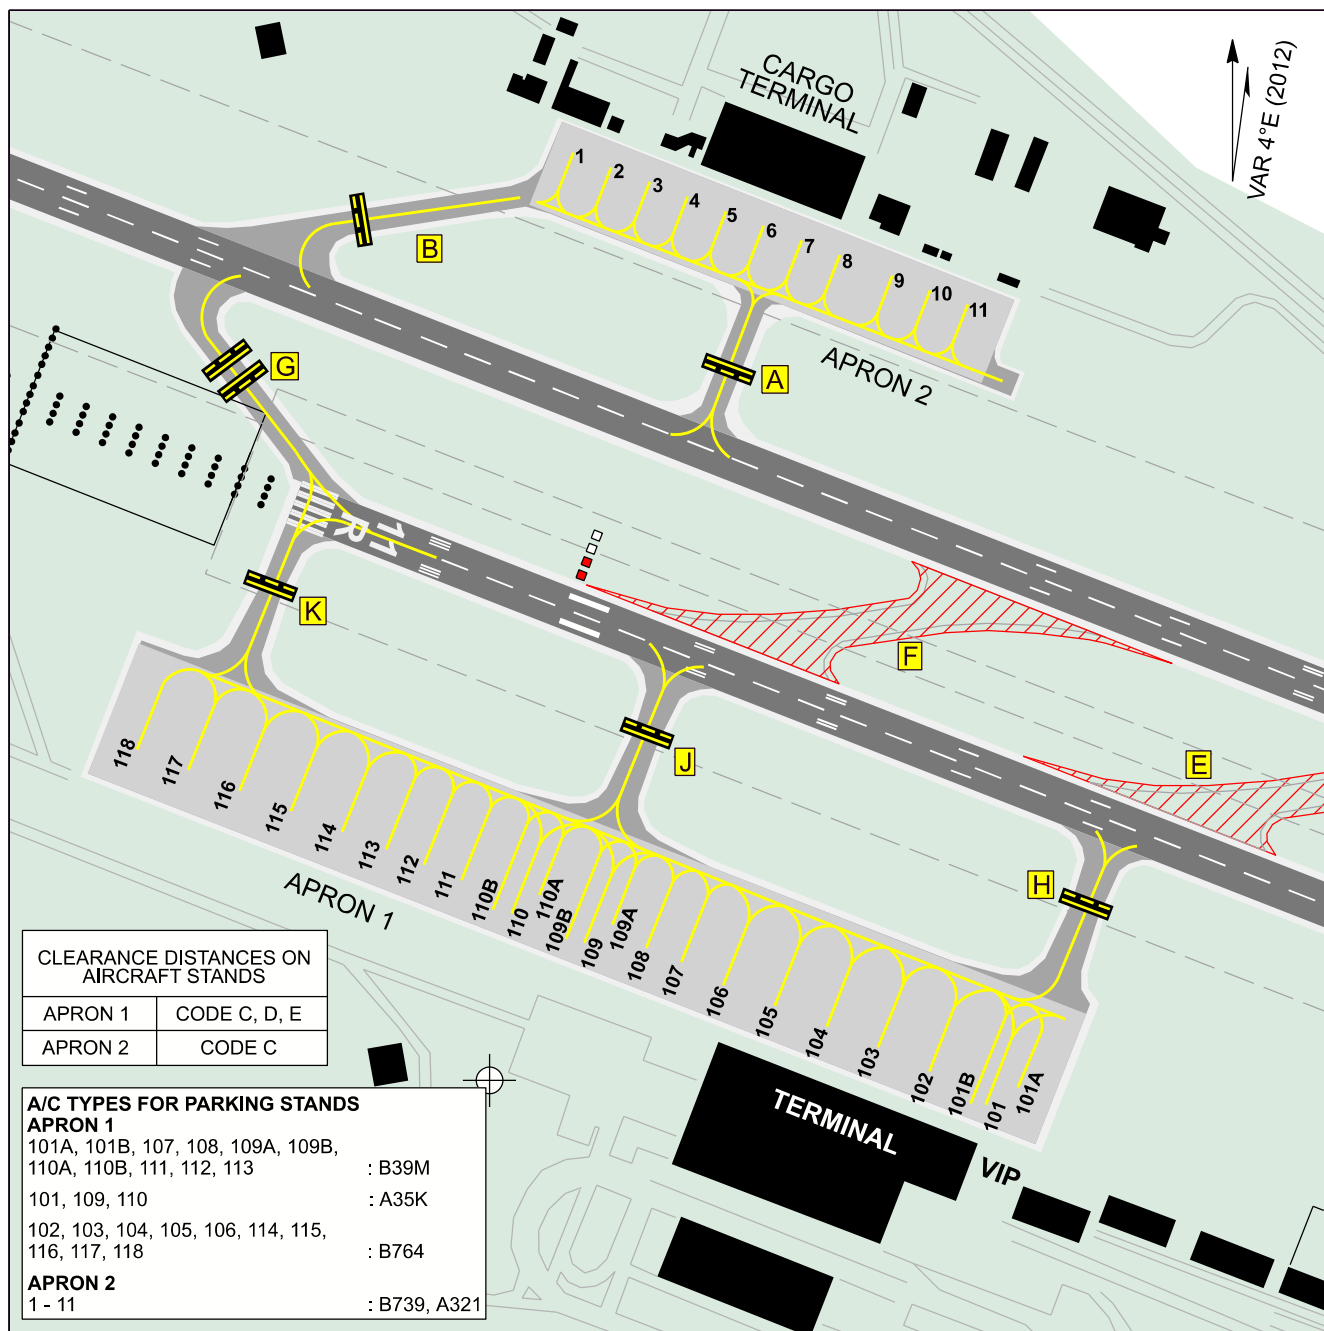 CARGO
TERMINAL
VAR 4°E (2012)
1
2
3
4
5
6
7
8
9
10
11
B
G
A
APRON 2
11
R
K
F
E
J
H
118
117
116
115
114
113
112
111
110B
110
110A
109B
109
109A
108
107
106
105
104
103
102
101B
101
101A
APRON 1
CLEARANCE DISTANCES ON
AIRCRAFT STANDS
APRON 1 CODE C, D, E
APRON 2 CODE C
TERMINAL
VIP
A/C TYPES FOR PARKING STANDS
APRON 1
101A, 101B, 107, 108, 109A, 109B,
110A, 110B, 111, 112, 113 : B39M
101, 109, 110 : A35K
102, 103, 104, 105, 106, 114, 115,
116, 117, 118 : B764
APRON 2
1 - 11 : B739, A321